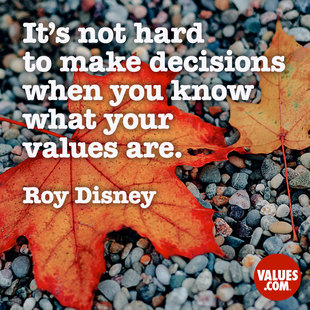 It's not hard
to make decisions
when you know
what your
values are.
Roy Disney
VALUES
.COM®